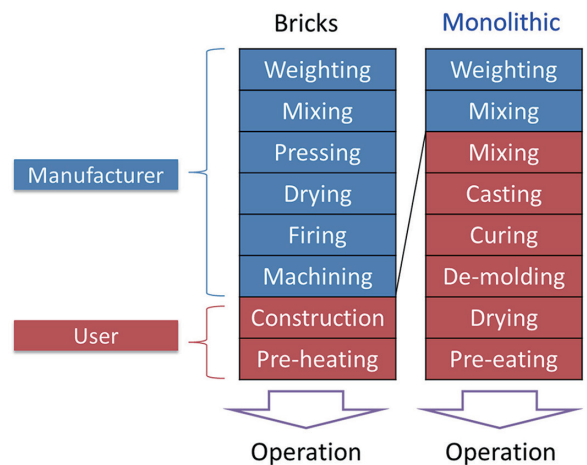 Bricks
Monolithic
Manufacturer
User
Weighting
Mixing
Pressing
Drying
Firing
Machining
Construction
Pre-heating
Operation
Weighting
Mixing
Mixing
Casting
Curing
De-molding
Drying
Pre-eating
Operation